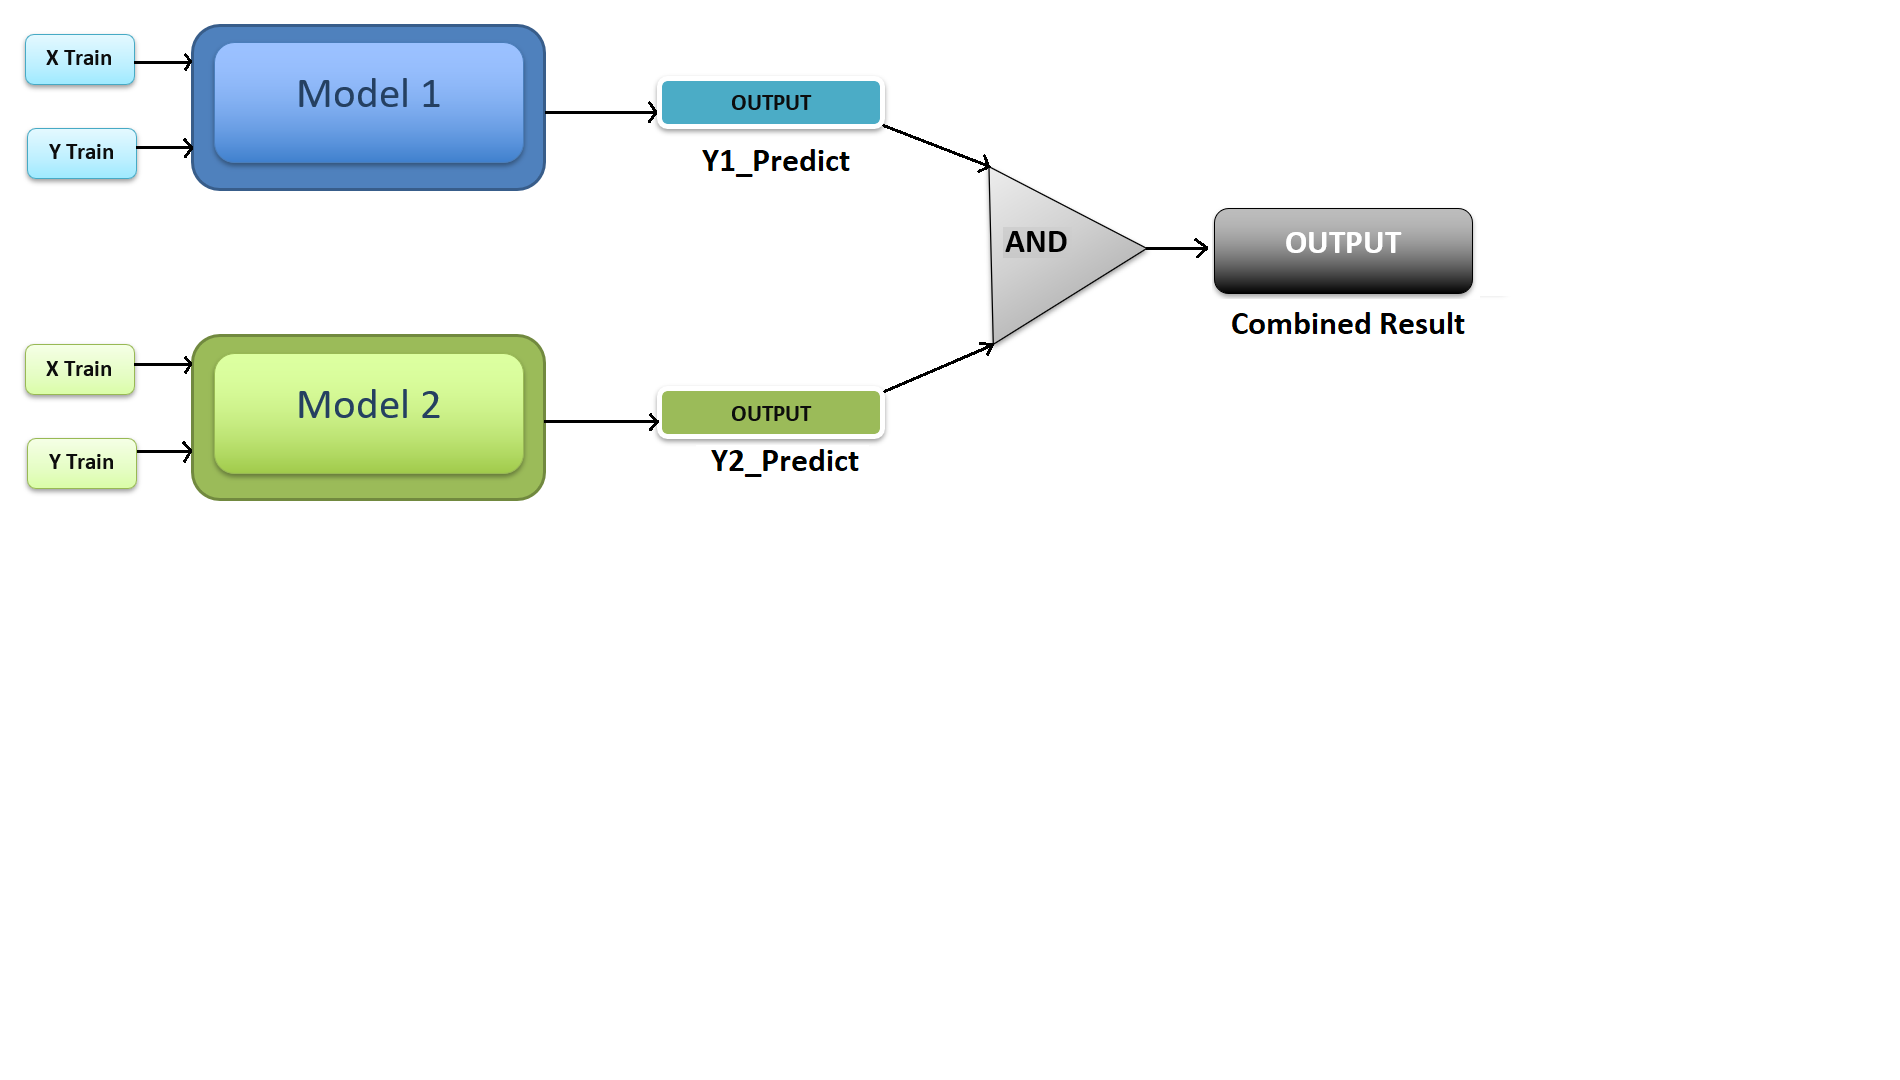 X Train
Y Train
Model 1
OUTPUT
Y1_Predict
AND
OUTPUT
Combined Result
X Train
Y Train
Model 2
OUTPUT
Y2_Predict